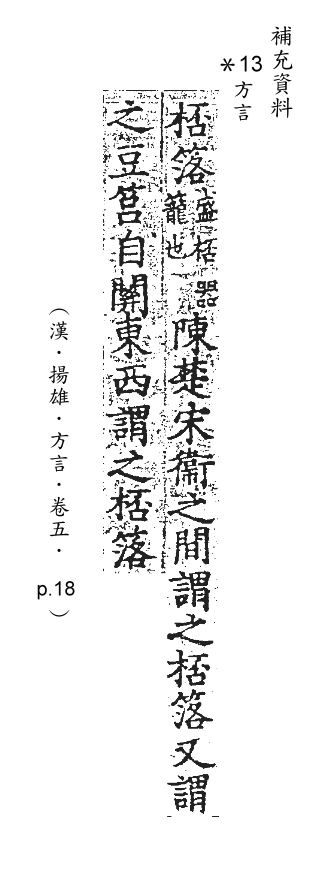 補充資料
*13 方言
桮落盛桮器籠也陳楚宋衞之間謂之桮落又謂
之豆筥自關東西謂之桮落
（漢・揚雄・方言・卷五・p.18）